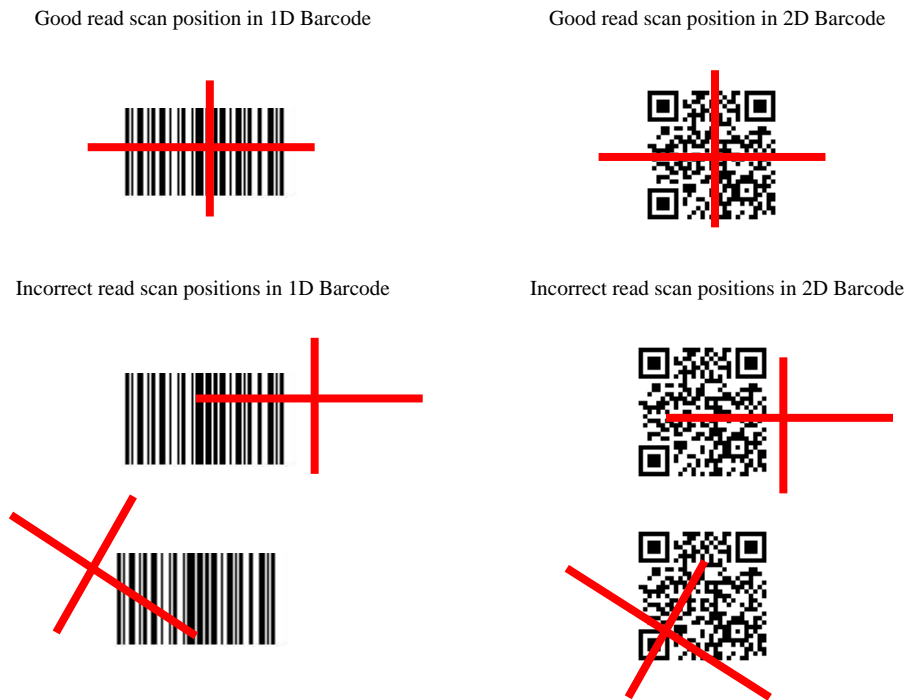 Good read scan position in 1D Barcode
Good read scan position in 2D Barcode
Incorrect read scan positions in 1D Barcode
Incorrect read scan positions in 2D Barcode